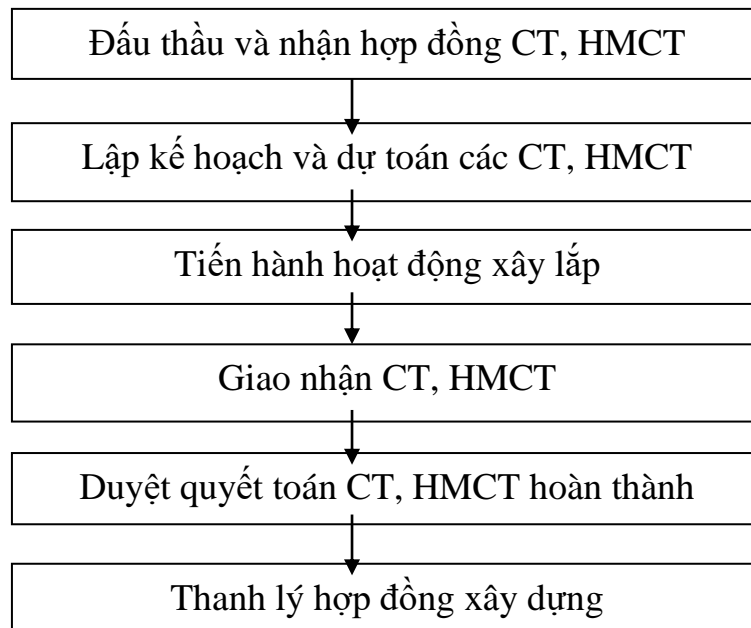 Đấu thầu và nhận hợp đồng CT, HMCT
Lập kế hoạch và dự toán các CT, HMCT
Tiến hành hoạt động xây lắp
Giao nhận CT, HMCT
Duyệt quyết toán CT, HMCT hoàn thành
Thanh lý hợp đồng xây dựng